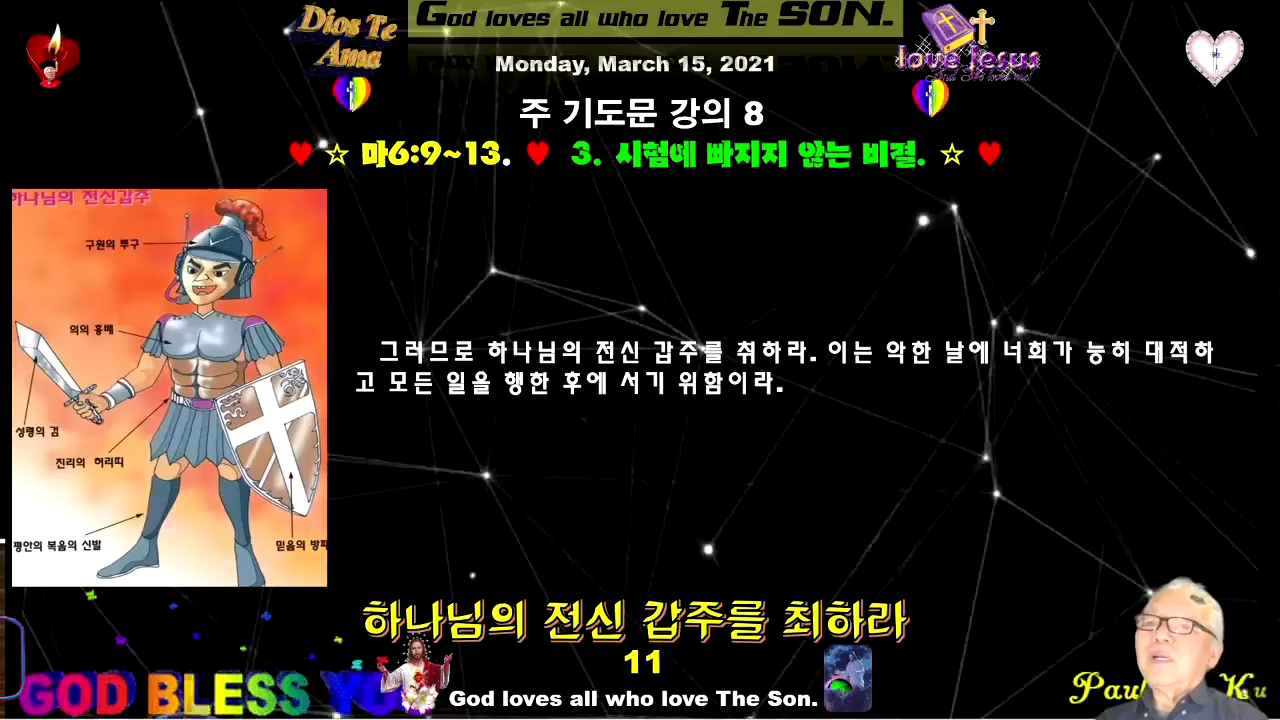 God loves all who love The SON.
Dios Te
Ama
love Jesus
And He loves me!
Monday, March 15, 2021
주 기도문 강의 8
♥ ☆ 마6:9~13. ♥ 3. 시험에 빠지지 않는 비결. ☆ ♥
하나님의 전신갑주
구원의 투구
의의 흉배
성령의 검
진리의 허리띠
평안의 복음의 신발
믿음의 방패
그러므로 하나님의 전신 갑주를 취하라. 이는 악한 날에 너희가 능히 대적하
고 모든 일을 행한 후에 서기 위함이라.
하나님의 전신 갑주를 최하라
11
GOD BLESS YO
God loves all who love The Son.
Paul Ku